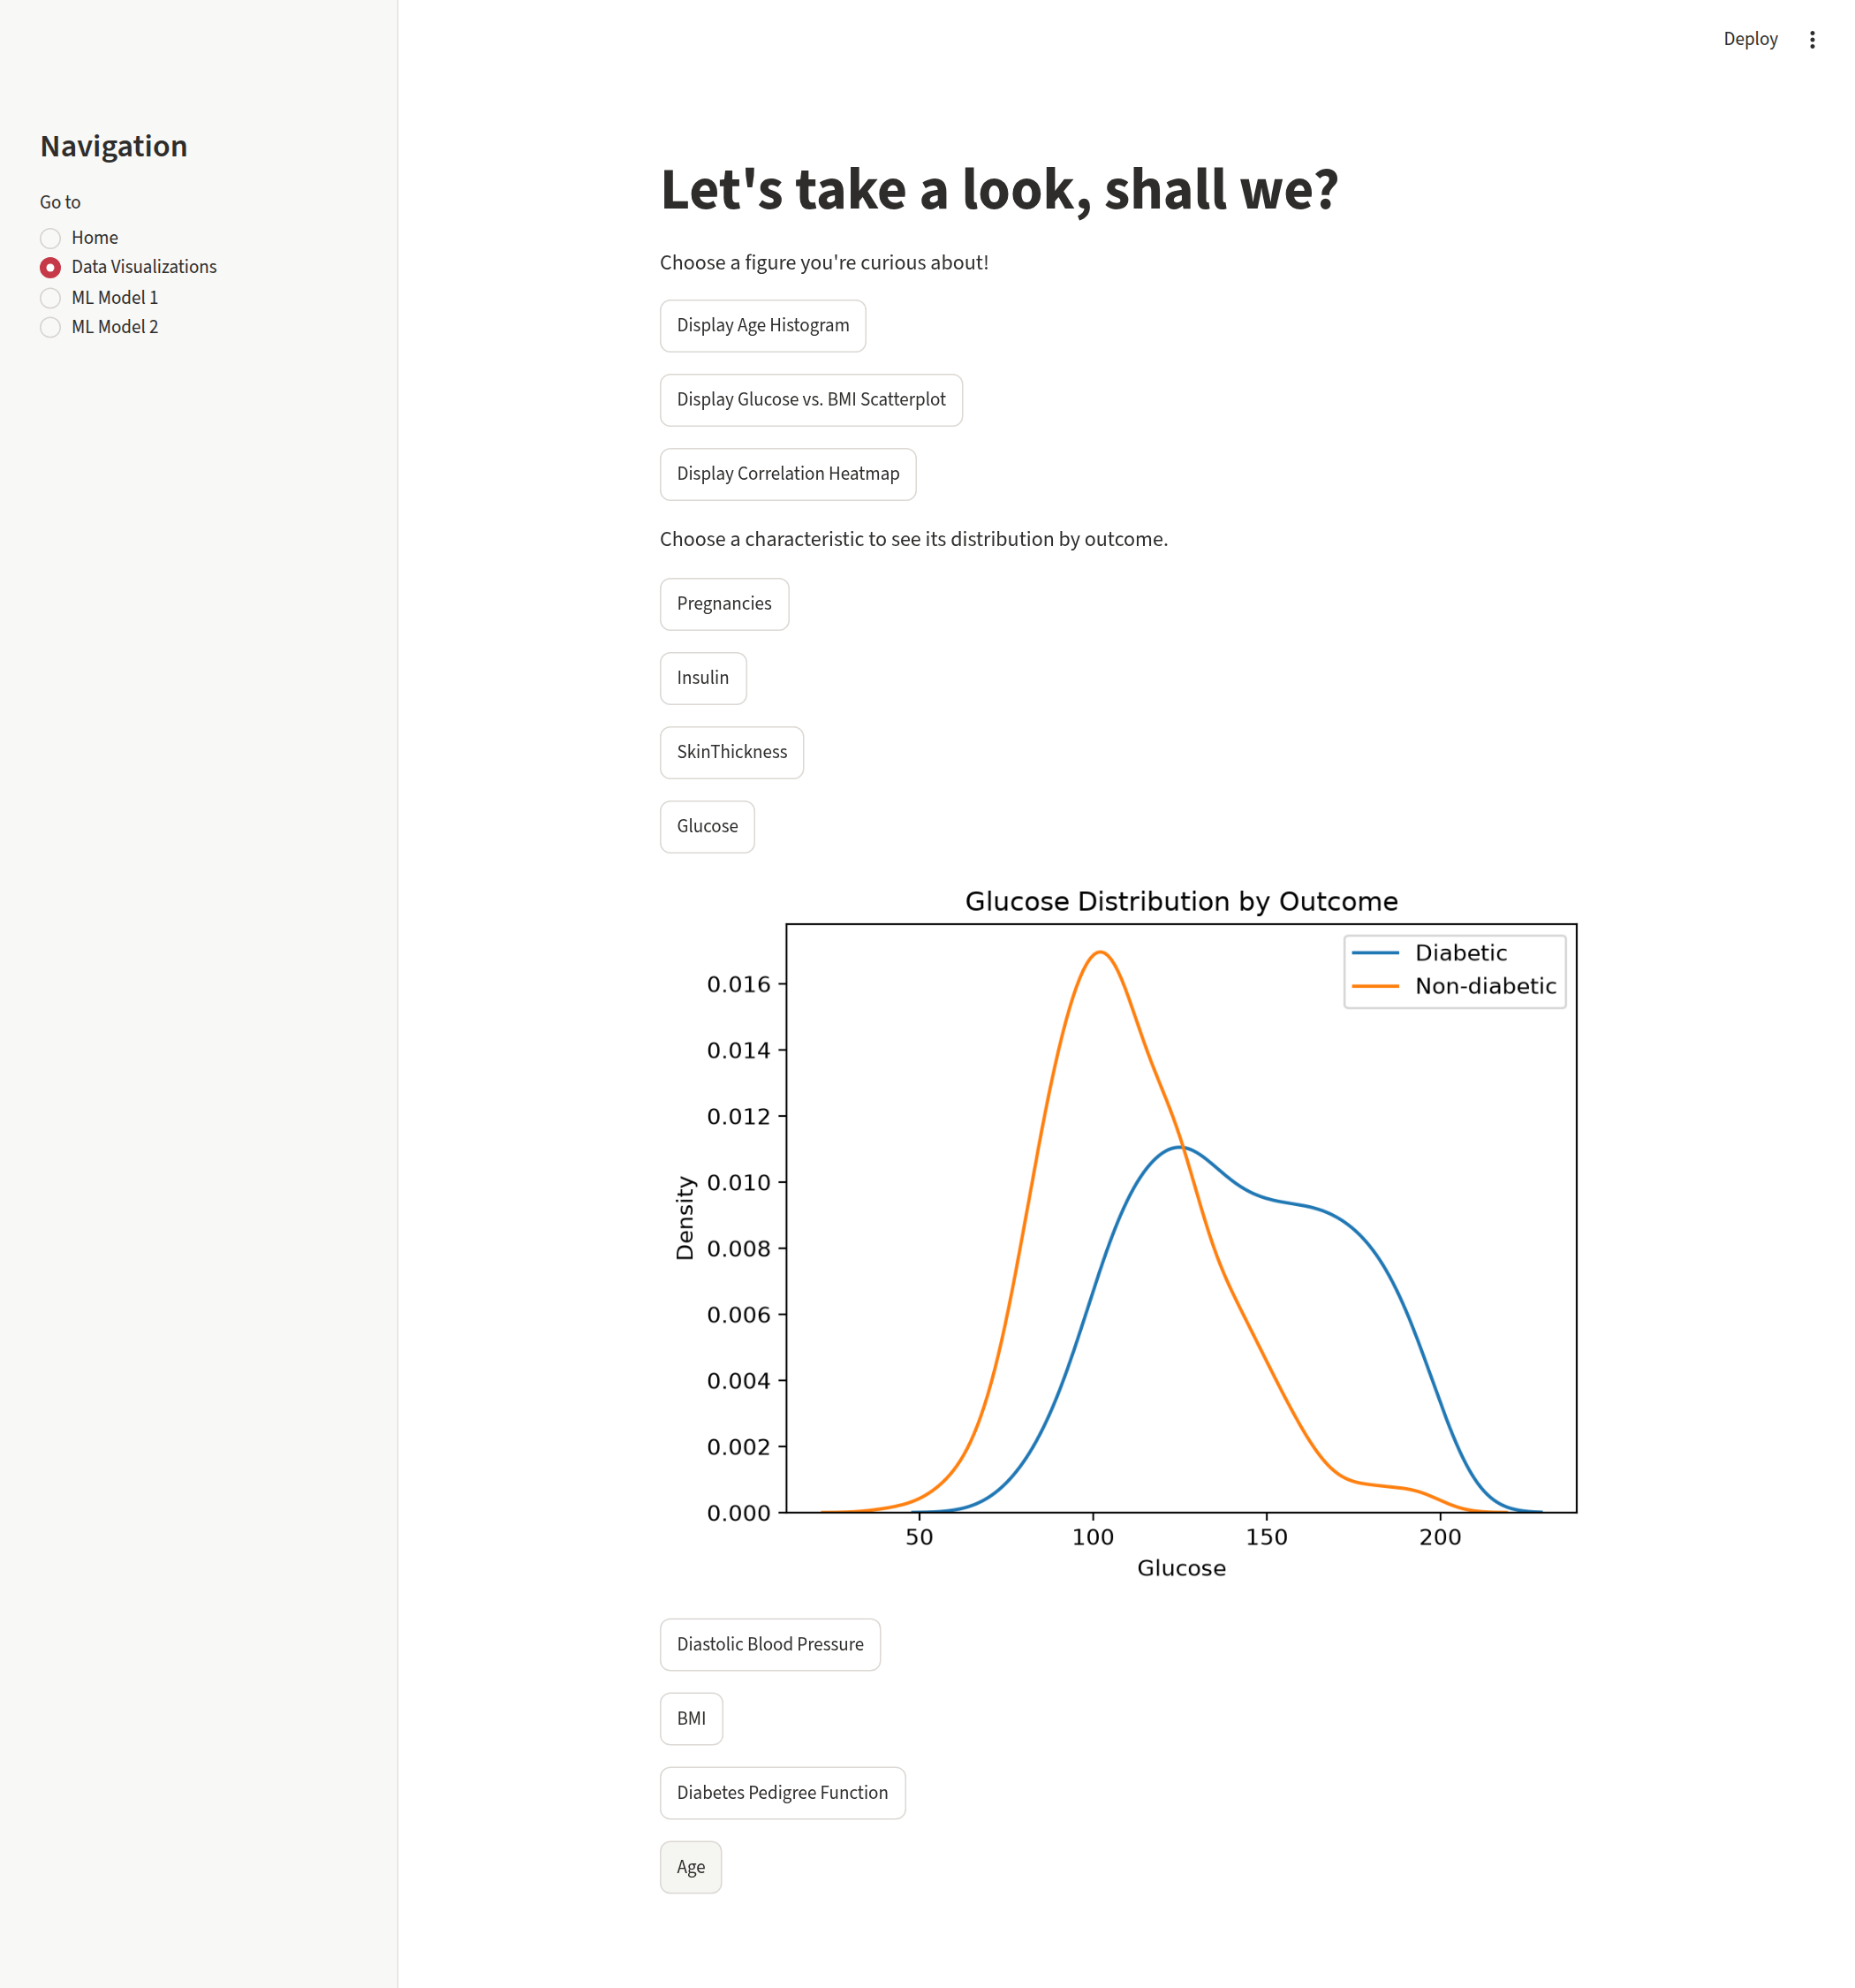 Deploy
Navigation
Go to
Home
Data Visualizations
ML Model 1
ML Model 2
Let's take a look, shall we?
Choose a figure you're curious about!
Display Age Histogram
Display Glucose vs. BMI Scatterplot
Display Correlation Heatmap
Choose a characteristic to see its distribution by outcome.
Pregnancies
Insulin
SkinThickness
Glucose
Glucose Distribution by Outcome
Diabetic
Non-diabetic
0.016
0.014
0.012
0.010
0.008
0.006
0.004
0.002
0.000
Density
50 100 150 200
Glucose
Diastolic Blood Pressure
BMI
Diabetes Pedigree Function
Age